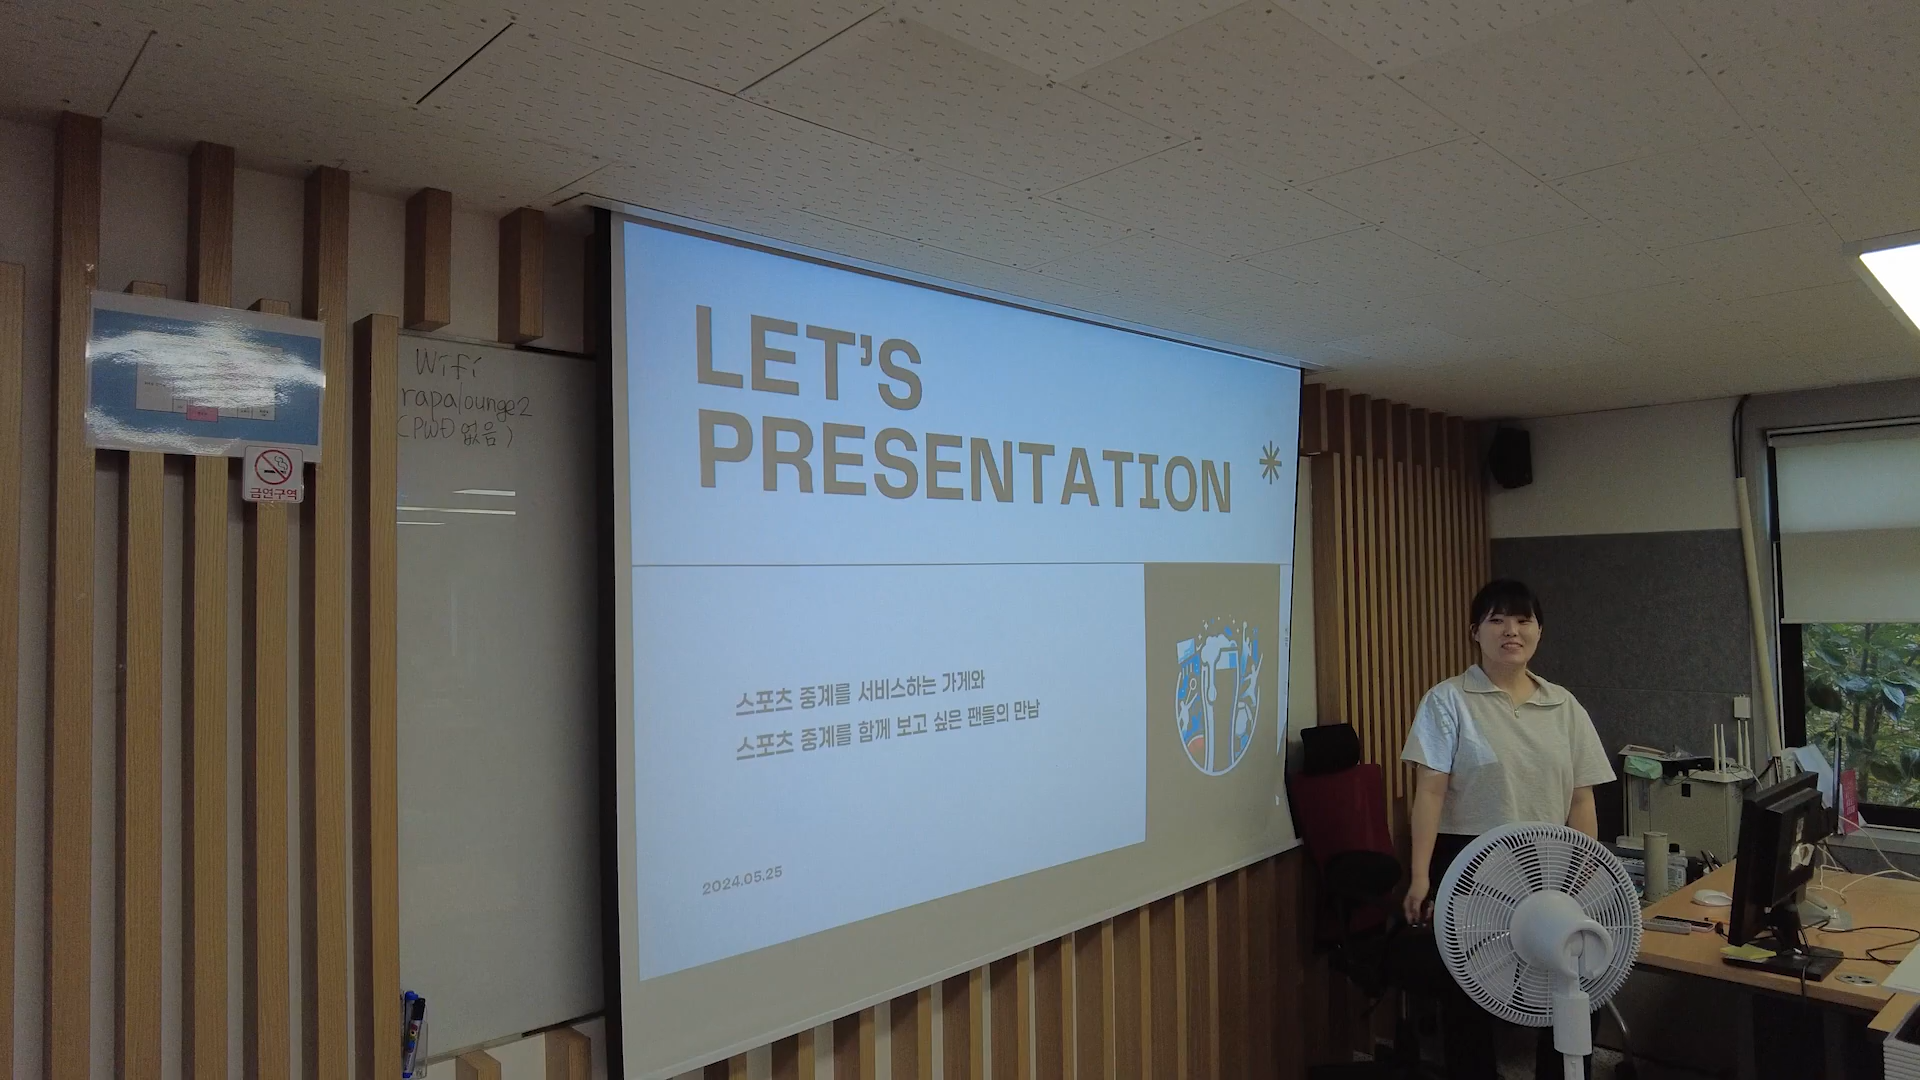 Wifi
rapalounge2
(PWD 없음)
금연구역
LET'S
PRESENTATION
스포츠 중계를 서비스하는 가게와
스포츠 중계를 함께 보고 싶은 팬들의 만남
2024.05.25